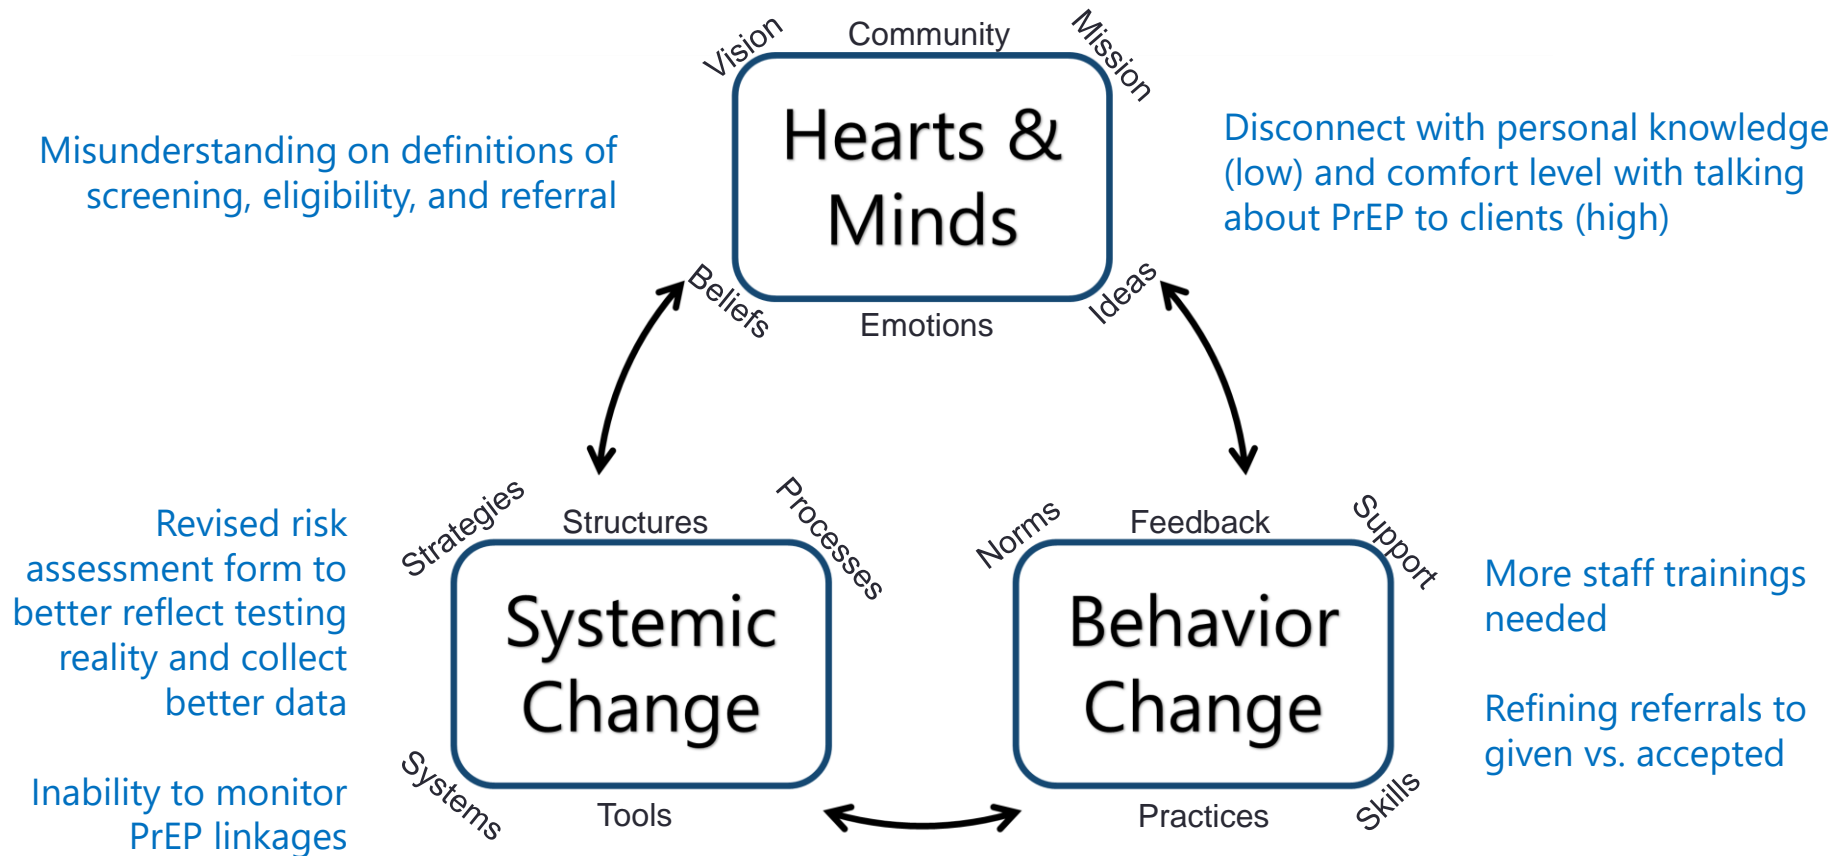 Vision
Community
Mission
Hearts &
Minds
Beliefs
Emotions
Ideas
Misunderstanding on definitions of
screening, eligibility, and referral
Disconnect with personal knowledge
(low) and comfort level with talking
about PrEP to clients (high)
Revised risk
assessment form to
better reflect testing
reality and collect
better data
Inability to monitor
PrEP linkages
Strategies
Structures
Processes
Systemic
Change
Systems
Tools
Norms
Feedback
Support
Behavior
Change
Practices
Skills
More staff trainings
needed
Refining referrals to
given vs. accepted